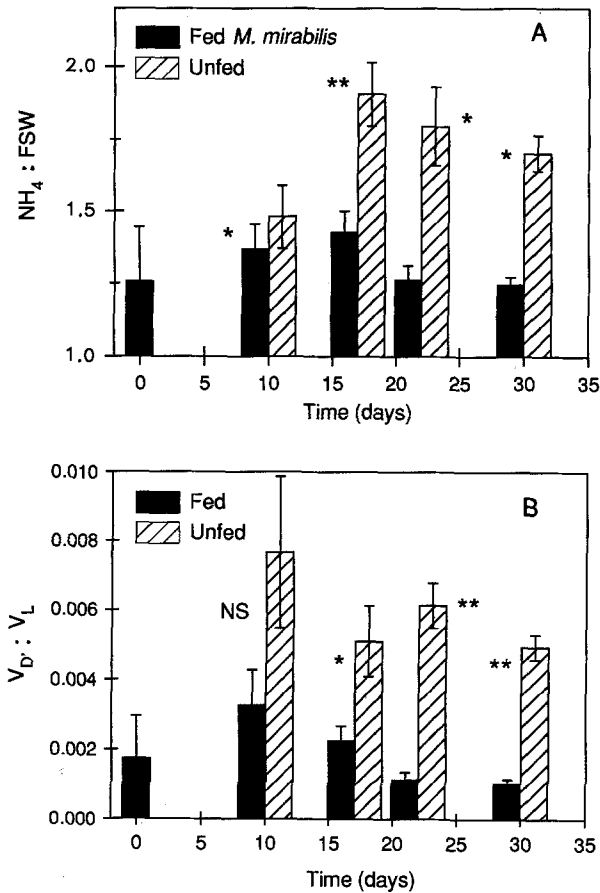 A
Fed M. mirabilis
Unfed
2.0
1.5
1.0
NH4 : FSW
**
*
*
*
0 5 10 15 20 25 30 35
Time (days)
B
Fed
Unfed
0.010
0.008
0.006
0.004
0.002
0.000
VD' : VL
NS
*
**
**
0 5 10 15 20 25 30 35
Time (days)